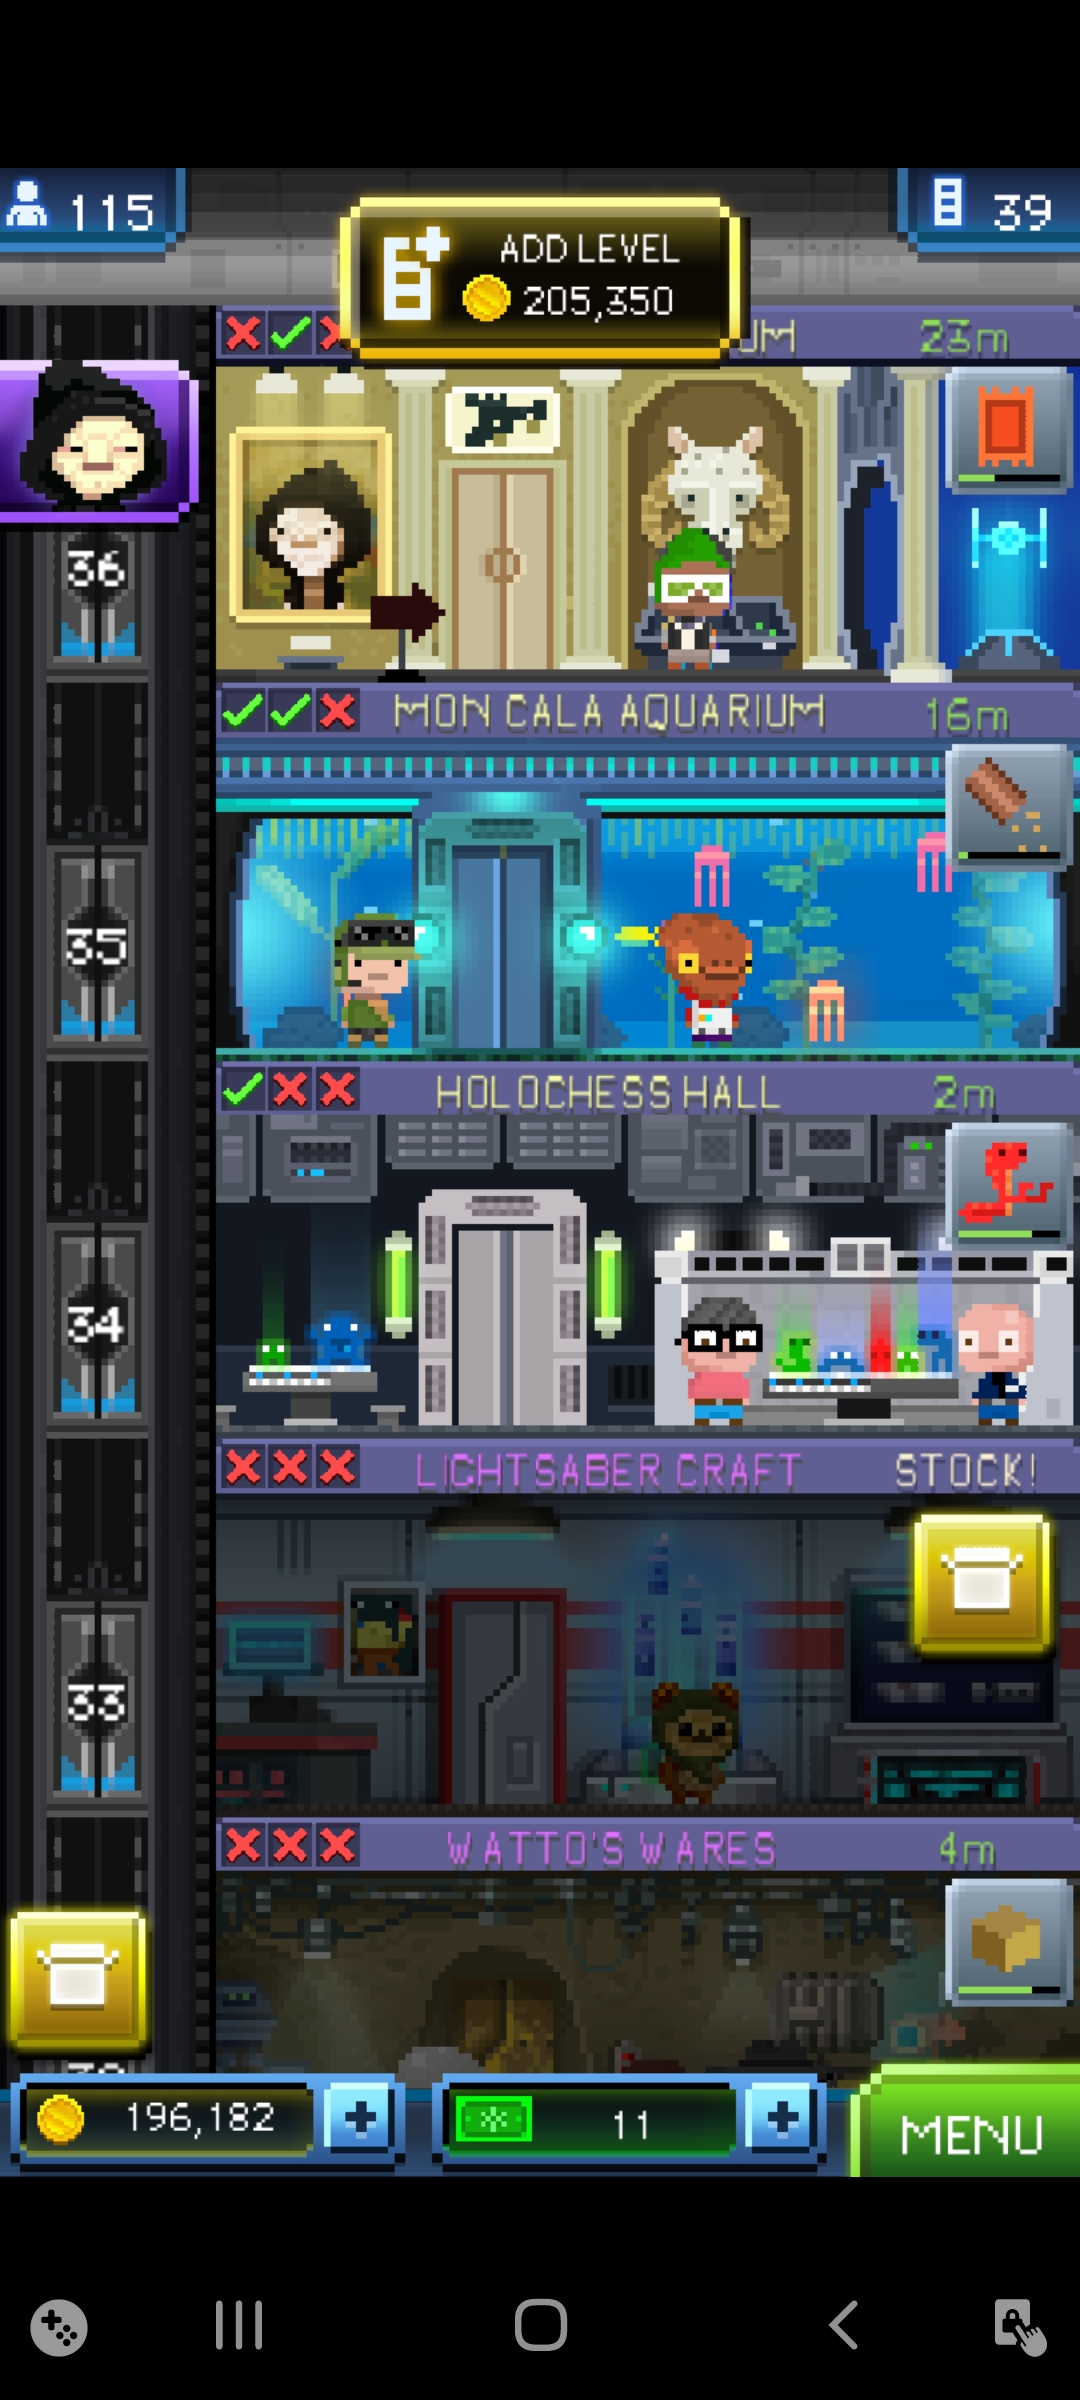 115
ADD LEVEL
205,350
39
UM 23m
36
MON CALA AQUARIUM 16m
35
HOLOCHESS HALL 2m
34
LIGHTSABER CRAFT STOCK!
33
WATTO'S WARES 4m
196,182
11
MENU